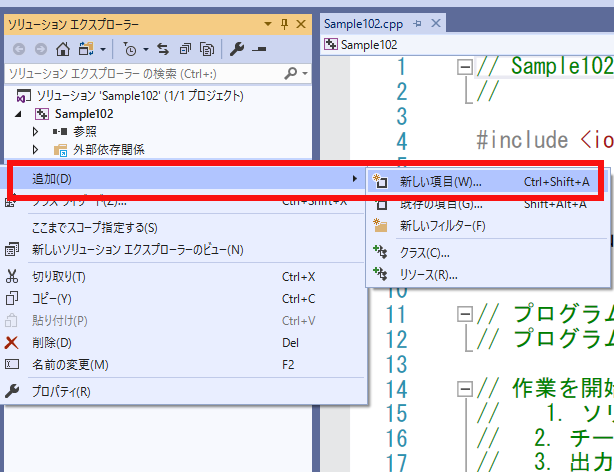 ソリューション エクスプローラー
ソリューション エクスプローラー の検索 (Ctrl+;)
ソリューション 'Sample102' (1/1 プロジェクト)
Sample102
参照
外部依存関係
追加(D)
Ctrl+Shift+X
ここまでスコープ指定する(S)
新しいソリューション エクスプローラーのビュー(N)
切り取り(T) Ctrl+X
コピー(Y) Ctrl+C
貼り付け(P) Ctrl+V
削除(D) Del
名前の変更(M) F2
プロパティ(R)
新しい項目(W)... Ctrl+Shift+A
既存の項目(G)... Shift+Alt+A
新しいフィルター(F)
クラス(C)...
リソース(R)...
Sample102.cpp
Sample102
1 // Sample102
2 //
3
4 #include <io
10
11 // プログラム
12 // プログラム
13
14 // 作業を開始
15 // 1. ソリ
16 // 2. チー
17 // 3. 出力